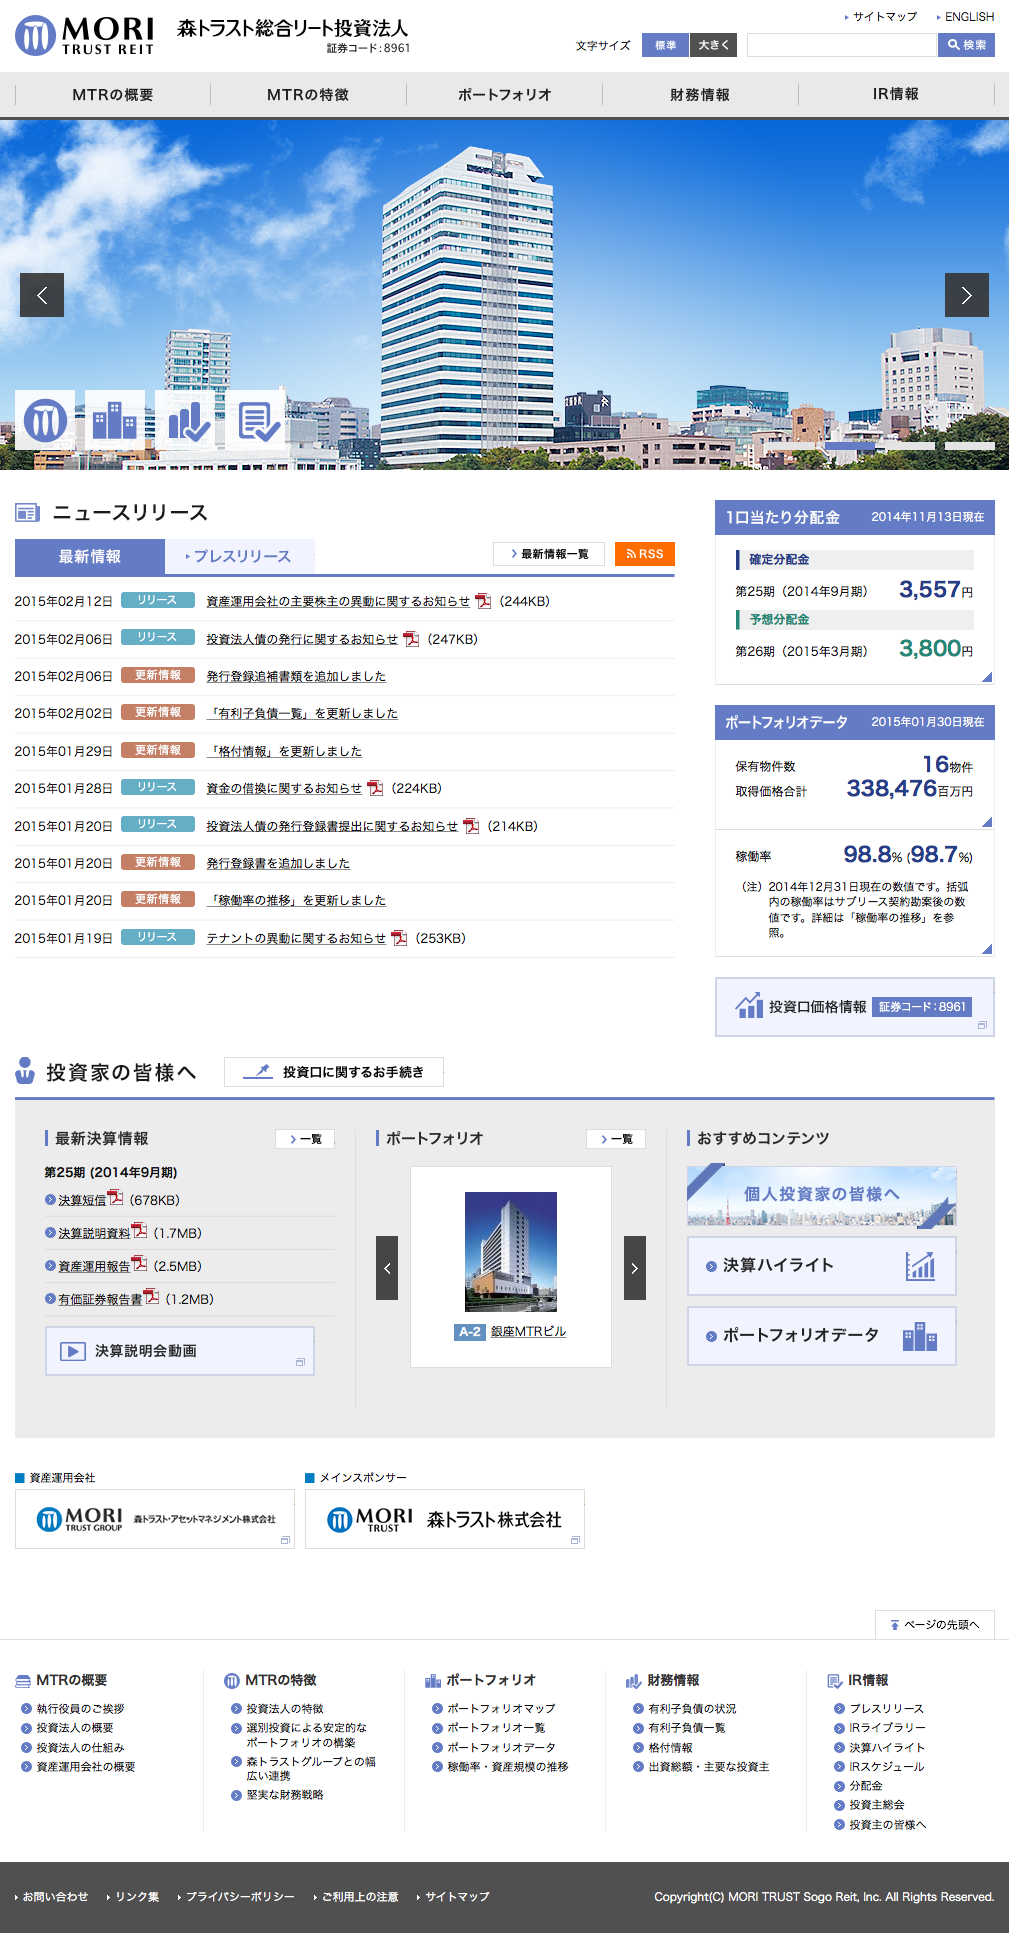 MORI
TRUST REIT
森トラスト総合リート投資法人
証券コード：8961
サイトマップ
ENGLISH
文字サイズ
標準
大きく
検索
MTRの概要
MTRの特徴
ポートフォリオ
財務情報
IR情報
ニュースリリース
最新情報
プレスリリース
最新情報一覧
RSS
2015年02月12日 リリース 資産運用会社の主要株主の異動に関するお知らせ (244KB)
2015年02月06日 リリース 投資法人債の発行に関するお知らせ (247KB)
2015年02月06日 更新情報 発行登録追補書類を追加しました
2015年02月02日 更新情報 「有利子負債一覧」を更新しました
2015年01月29日 更新情報 「格付情報」を更新しました
2015年01月28日 リリース 資金の借換に関するお知らせ (224KB)
2015年01月20日 リリース 投資法人債の発行登録書提出に関するお知らせ (214KB)
2015年01月20日 更新情報 発行登録書を追加しました
2015年01月20日 更新情報 「稼働率の推移」を更新しました
2015年01月19日 リリース テナントの異動に関するお知らせ (253KB)
1口当たり分配金 2014年11月13日現在
確定分配金
第25期（2014年9月期） 3,557円
予想分配金
第26期（2015年3月期） 3,800円
ポートフォリオデータ 2015年01月30日現在
保有物件数 16物件
取得価格合計 338,476百万円
稼働率 98.8% (98.7%)
（注）2014年12月31日現在の数値です。括弧
内の稼働率はサブリース契約勘案後の数
値です。詳細は「稼働率の推移」を参
照。
投資口価格情報 証券コード：8961
投資家の皆様へ
投資口に関するお手続き
最新決算情報
一覧
第25期 (2014年9月期)
決算短信 (678KB)
決算説明資料 (1.7MB)
資産運用報告 (2.5MB)
有価証券報告書 (1.2MB)
決算説明会動画
ポートフォリオ
一覧
A-2 銀座MTRビル
おすすめコンテンツ
個人投資家の皆様へ
決算ハイライト
ポートフォリオデータ
資産運用会社
MORI
TRUST GROUP
森トラスト・アセットマネジメント株式会社
メインスポンサー
MORI
TRUST
森トラスト株式会社
ページの先頭へ
MTRの概要
執行役員のご挨拶
投資法人の概要
投資法人の仕組み
資産運用会社の概要
MTRの特徴
投資法人の特徴
選別投資による安定的な
ポートフォリオの構築
森トラストグループとの幅
広い連携
堅実な財務戦略
ポートフォリオ
ポートフォリオマップ
ポートフォリオ一覧
ポートフォリオデータ
稼働率・資産規模の推移
財務情報
有利子負債の状況
有利子負債一覧
格付情報
出資総額・主要な投資主
IR情報
プレスリリース
IRライブラリー
決算ハイライト
IRスケジュール
分配金
投資主総会
投資主の皆様へ
お問い合わせ
リンク集
プライバシーポリシー
ご利用上の注意
サイトマップ
Copyright(C) MORI TRUST Sogo Reit, Inc. All Rights Reserved.